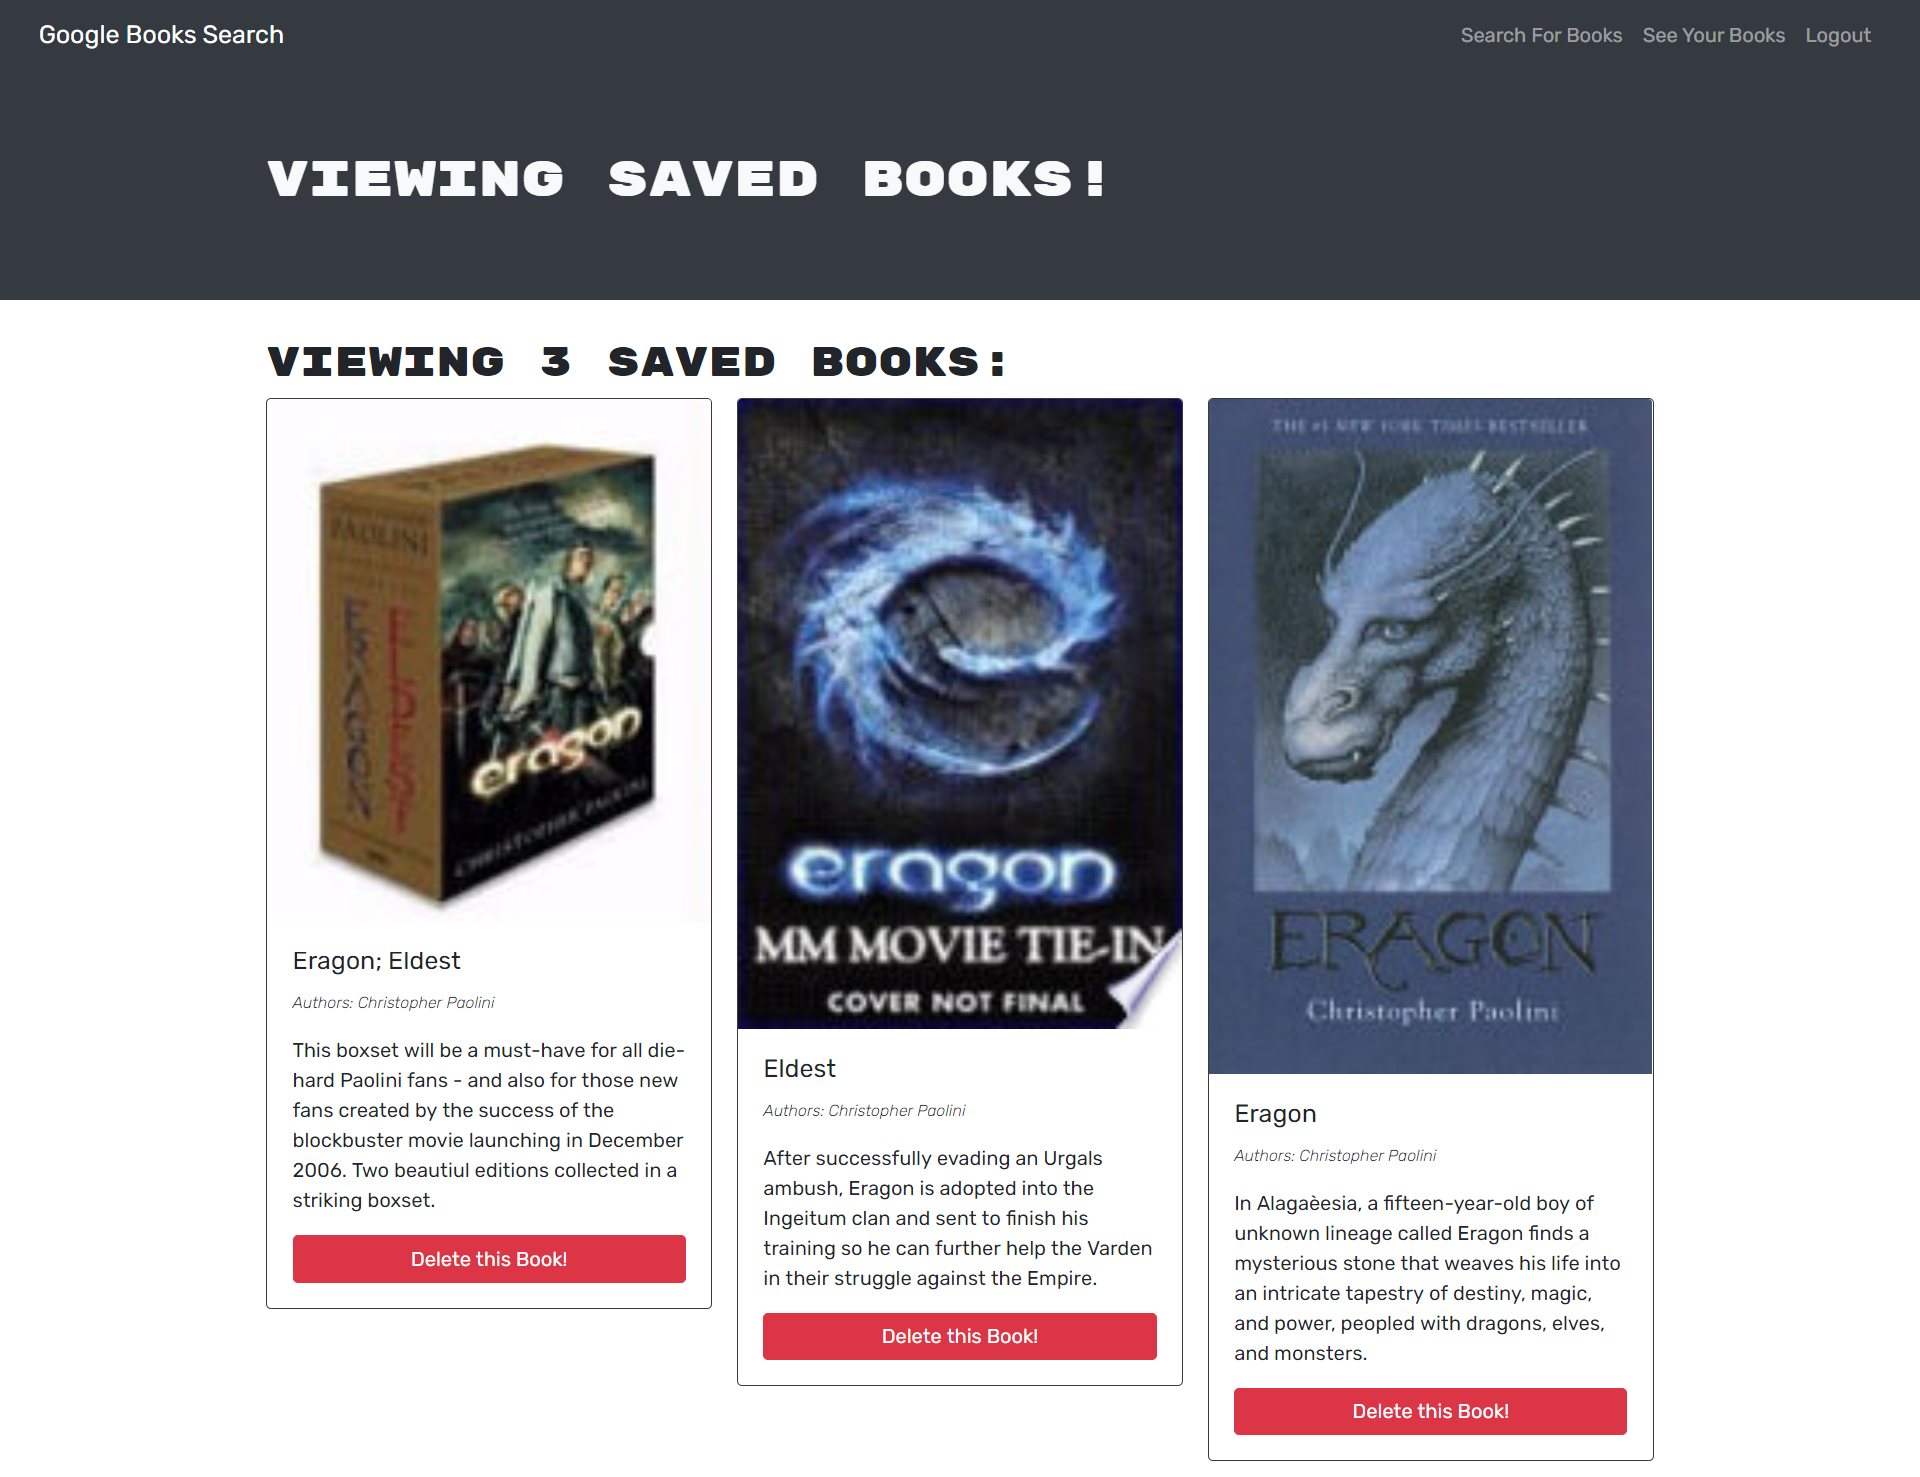 Google Books Search
Search For Books
See Your Books
Logout
VIEWING SAVED BOOKS!
VIEWING 3 SAVED BOOKS:
PAOLINI
ERAGON
ELDEST
eragon
CHRISTOPHER PAOLINI
Eragon; Eldest
Authors: Christopher Paolini
This boxset will be a must-have for all die-
hard Paolini fans - and also for those new
fans created by the success of the
blockbuster movie launching in December
2006. Two beautiul editions collected in a
striking boxset.
Delete this Book!
eragon
MM MOVIE TIE-IN
COVER NOT FINAL
Eldest
Authors: Christopher Paolini
After successfully evading an Urgals
ambush, Eragon is adopted into the
Ingeitum clan and sent to finish his
training so he can further help the Varden
in their struggle against the Empire.
Delete this Book!
THE #1 NEW YORK TIMES BESTSELLER
ERAGON
Christopher Paolini
Eragon
Authors: Christopher Paolini
In Alagaèesia, a fifteen-year-old boy of
unknown lineage called Eragon finds a
mysterious stone that weaves his life into
an intricate tapestry of destiny, magic,
and power, peopled with dragons, elves,
and monsters.
Delete this Book!